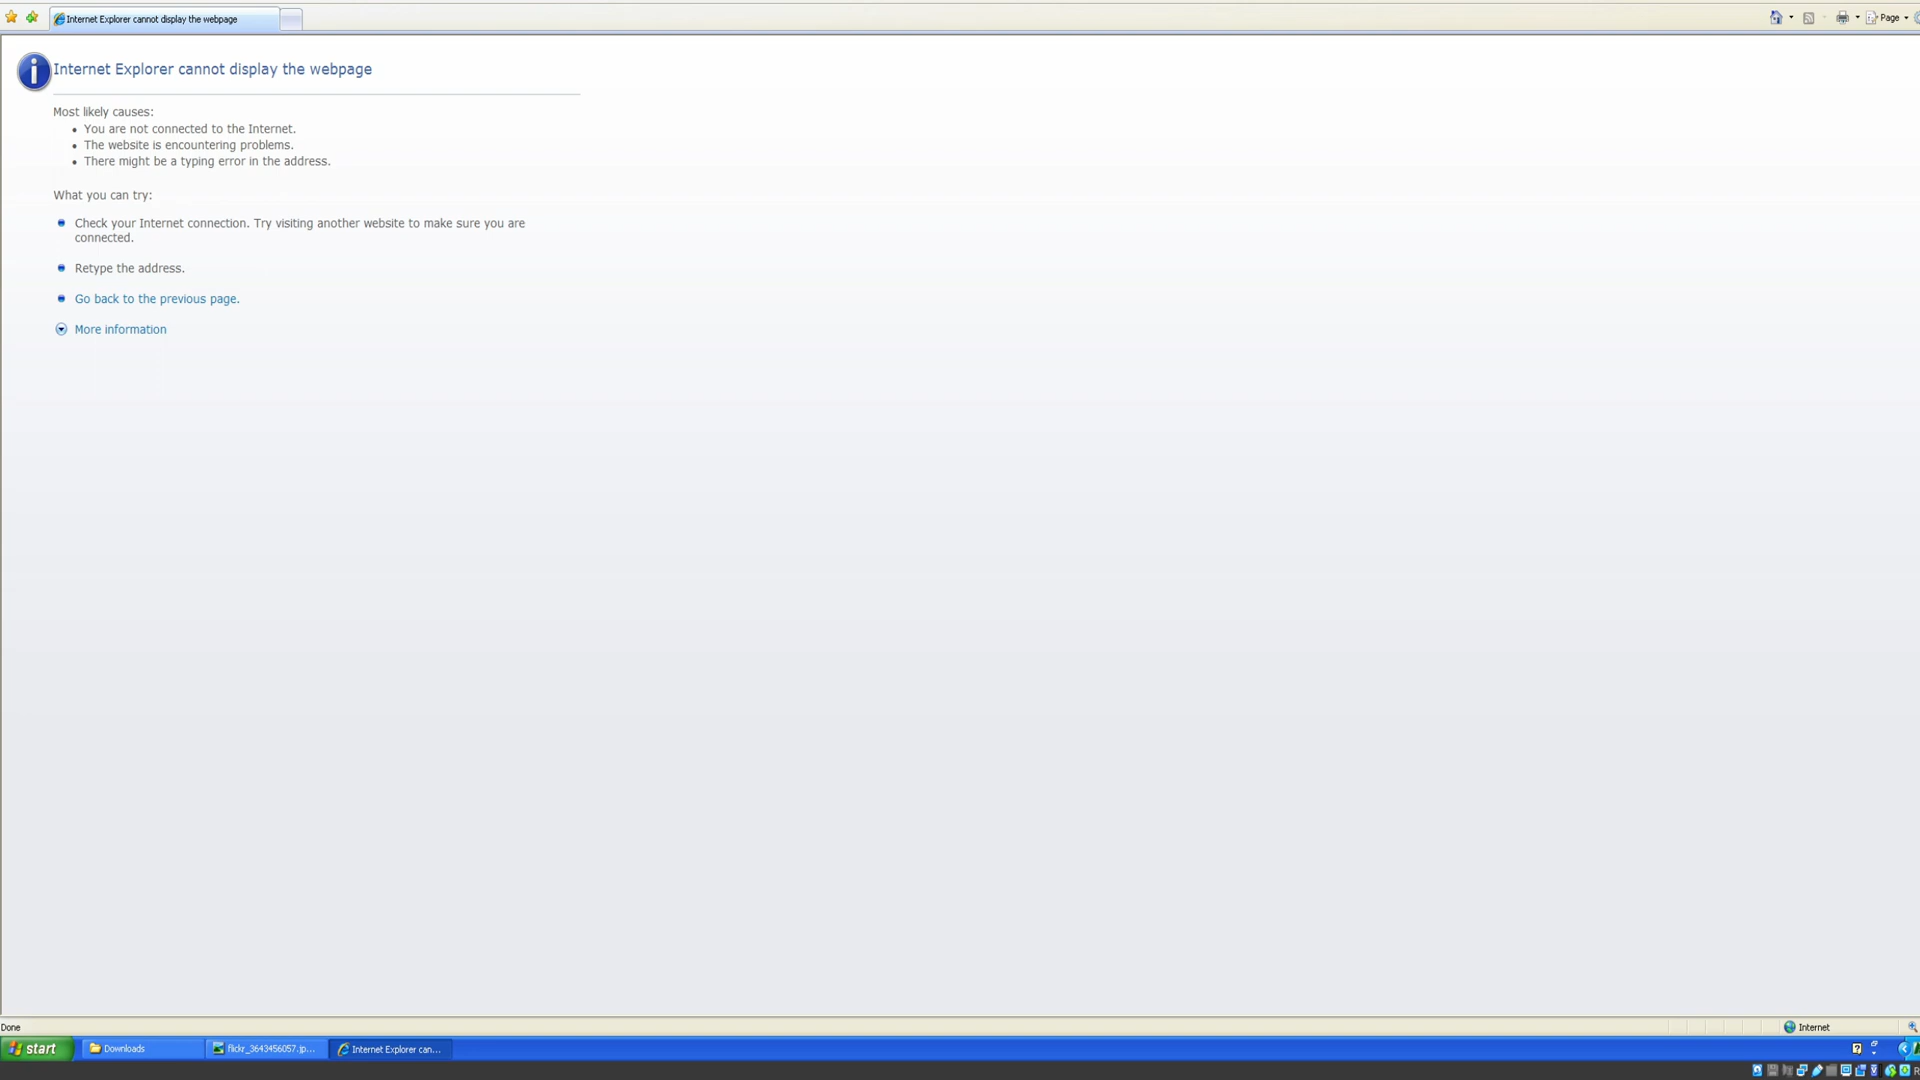 Internet Explorer cannot display the webpage
Page
Internet Explorer cannot display the webpage
Most likely causes:
You are not connected to the Internet.
The website is encountering problems.
There might be a typing error in the address.
What you can try:
Check your Internet connection. Try visiting another website to make sure you are
connected.
Retype the address.
Go back to the previous page.
More information
Done
Internet
start
Downloads
flickr_3643456057.jp...
Internet Explorer can...